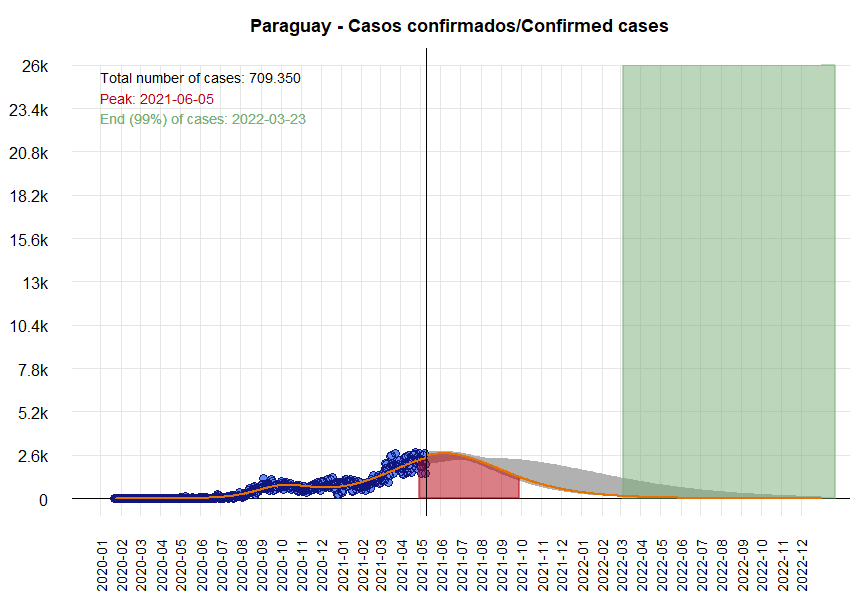 Paraguay - Casos confirmados/Confirmed cases
26k
Total number of cases: 709.350
Peak: 2021-06-05
End (99%) of cases: 2022-03-23
23.4k
20.8k
18.2k
15.6k
13k
10.4k
7.8k
5.2k
2.6k
0
2020-01
2020-02
2020-03
2020-04
2020-05
2020-06
2020-07
2020-08
2020-09
2020-10
2020-11
2020-12
2021-01
2021-02
2021-03
2021-04
2021-05
2021-06
2021-07
2021-08
2021-09
2021-10
2021-11
2021-12
2022-01
2022-02
2022-03
2022-04
2022-05
2022-06
2022-07
2022-08
2022-09
2022-10
2022-11
2022-12